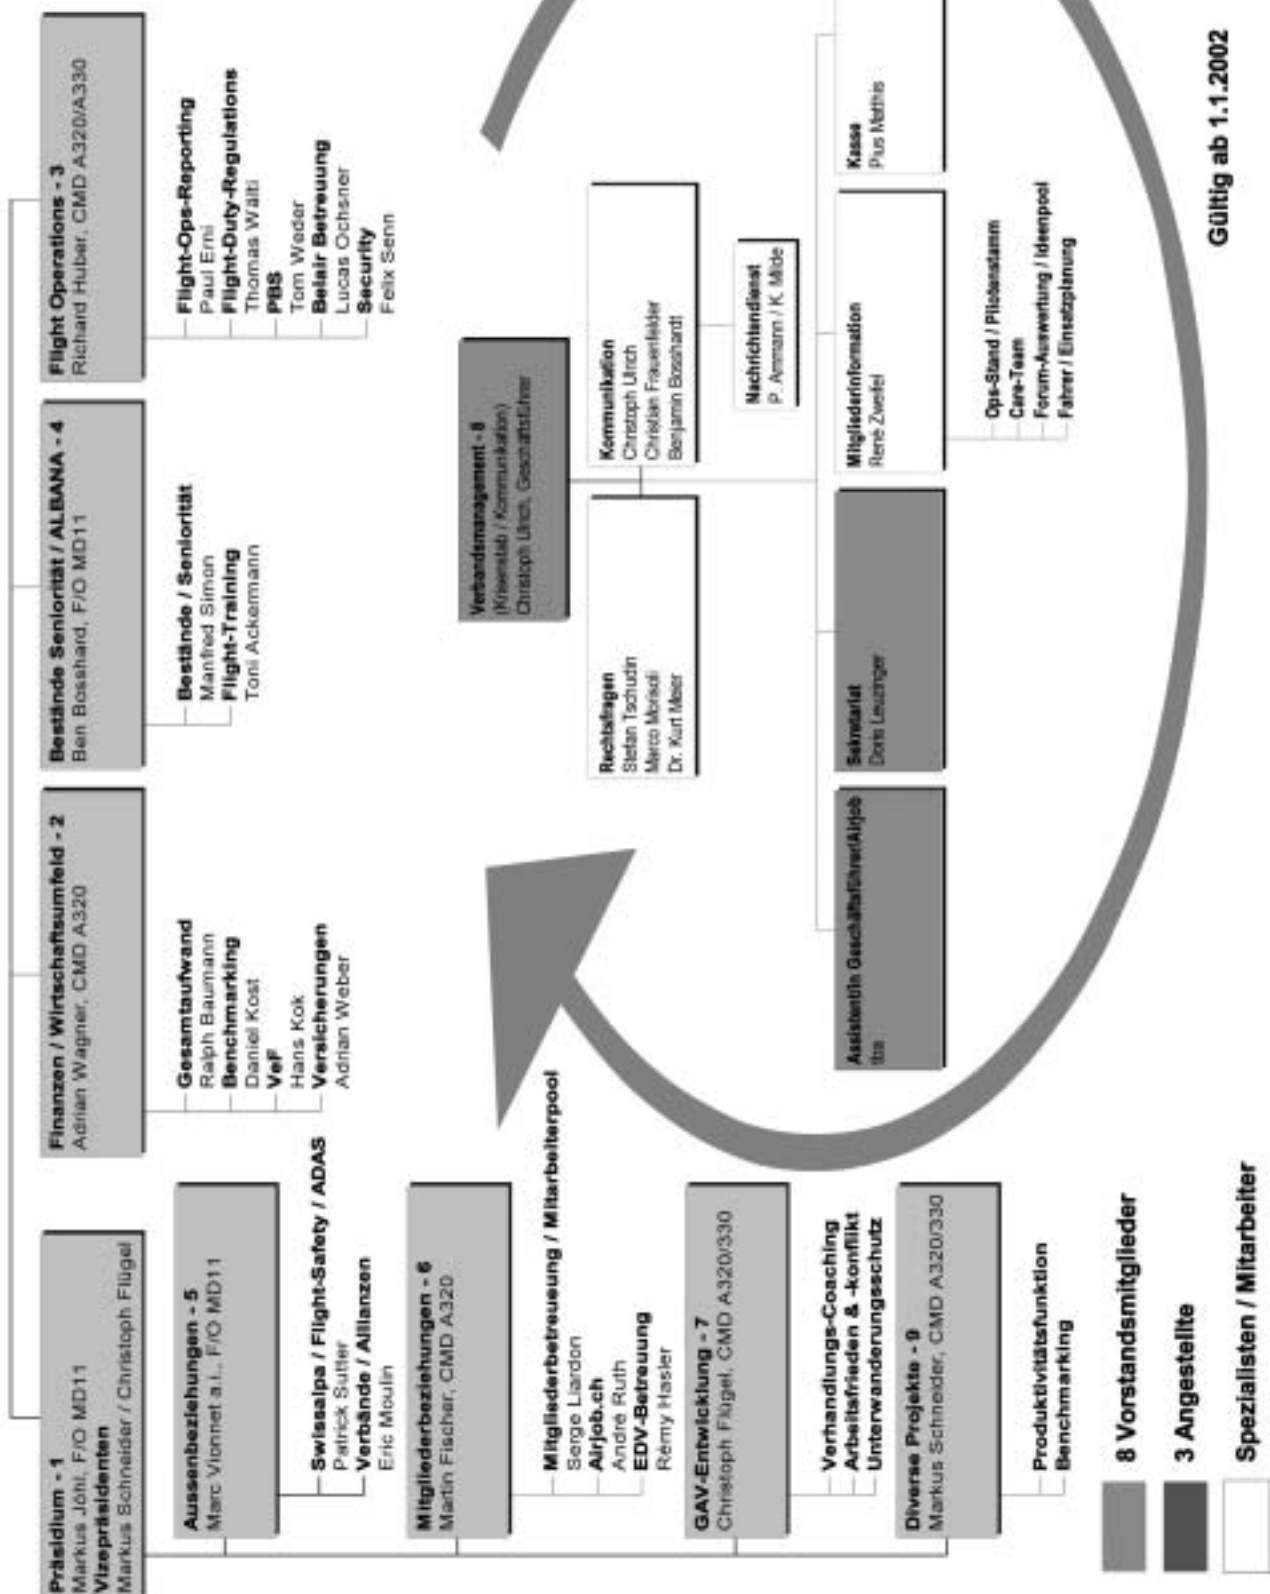 Präsidium - 1
Markus Jöhl, F/O MD11
Vizepräsidenten
Markus Schneider / Christoph Flügel
Finanzen / Wirtschaftsumfeld - 2
Adrian Wagner, CMD A320
Gesamtaufwand
Ralph Baumann
Benchmarking
Daniel Kost
VeF
Hans Kok
Versicherungen
Adrian Weber
Bestände Seniorität / ALBANA - 4
Ben Bosshard, F/O MD11
Bestände / Seniorität
Manfred Simon
Flight-Training
Toni Ackermann
Flight Operations - 3
Richard Huber, CMD A320/A330
Flight-Ops-Reporting
Paul Erni
Flight-Duty-Regulations
Thomas Wälti
PBS
Tom Weder
Belair Betreuung
Lucas Ochsner
Security
Felix Senn
Aussenbeziehungen - 5
Marc Vionnet a.i., F/O MD11
Swissalpa / Flight-Safety / ADAS
Patrick Sutter
Verbände / Allianzen
Eric Moulin
Mitgliederbeziehungen - 6
Martin Fischer, CMD A320
Mitgliederbetreuung / Mitarbeiterpool
Serge Liardon
Airjob.ch
André Ruth
EDV-Betreuung
Rémy Hasler
GAV-Entwicklung - 7
Christoph Flügel, CMD A320/330
Verhandlungs-Coaching
Arbeitsfrieden & -konflikt
Unterwanderungsschutz
Diverse Projekte - 9
Markus Schneider, CMD A320/330
Produktivitätsfunktion
Benchmarking
Verbandsmanagement - 8
(Krisenstab / Kommunikation)
Christoph Ulrich, Geschäftsführer
Rechtsfragen
Stefan Tschudin
Marco Morisoli
Dr. Kurt Meier
Kommunikation
Christoph Ulrich
Christian Frauenfelder
Benjamin Bosshardt
Nachrichtendienst
P. Ammann / K. Milde
Assistent/in Geschäftsführer/Airjob
tba
Sekretariat
Doris Leuzinger
Mitgliederinformation
René Zweifel
Ops-Stand / Pilotenstamm
Care-Team
Forum-Auswertung / Ideenpool
Fahrer / Einsatzplanung
Kasse
Pius Matthis
8 Vorstandsmitglieder
3 Angestellte
Spezialisten / Mitarbeiter
Gültig ab 1.1.2002